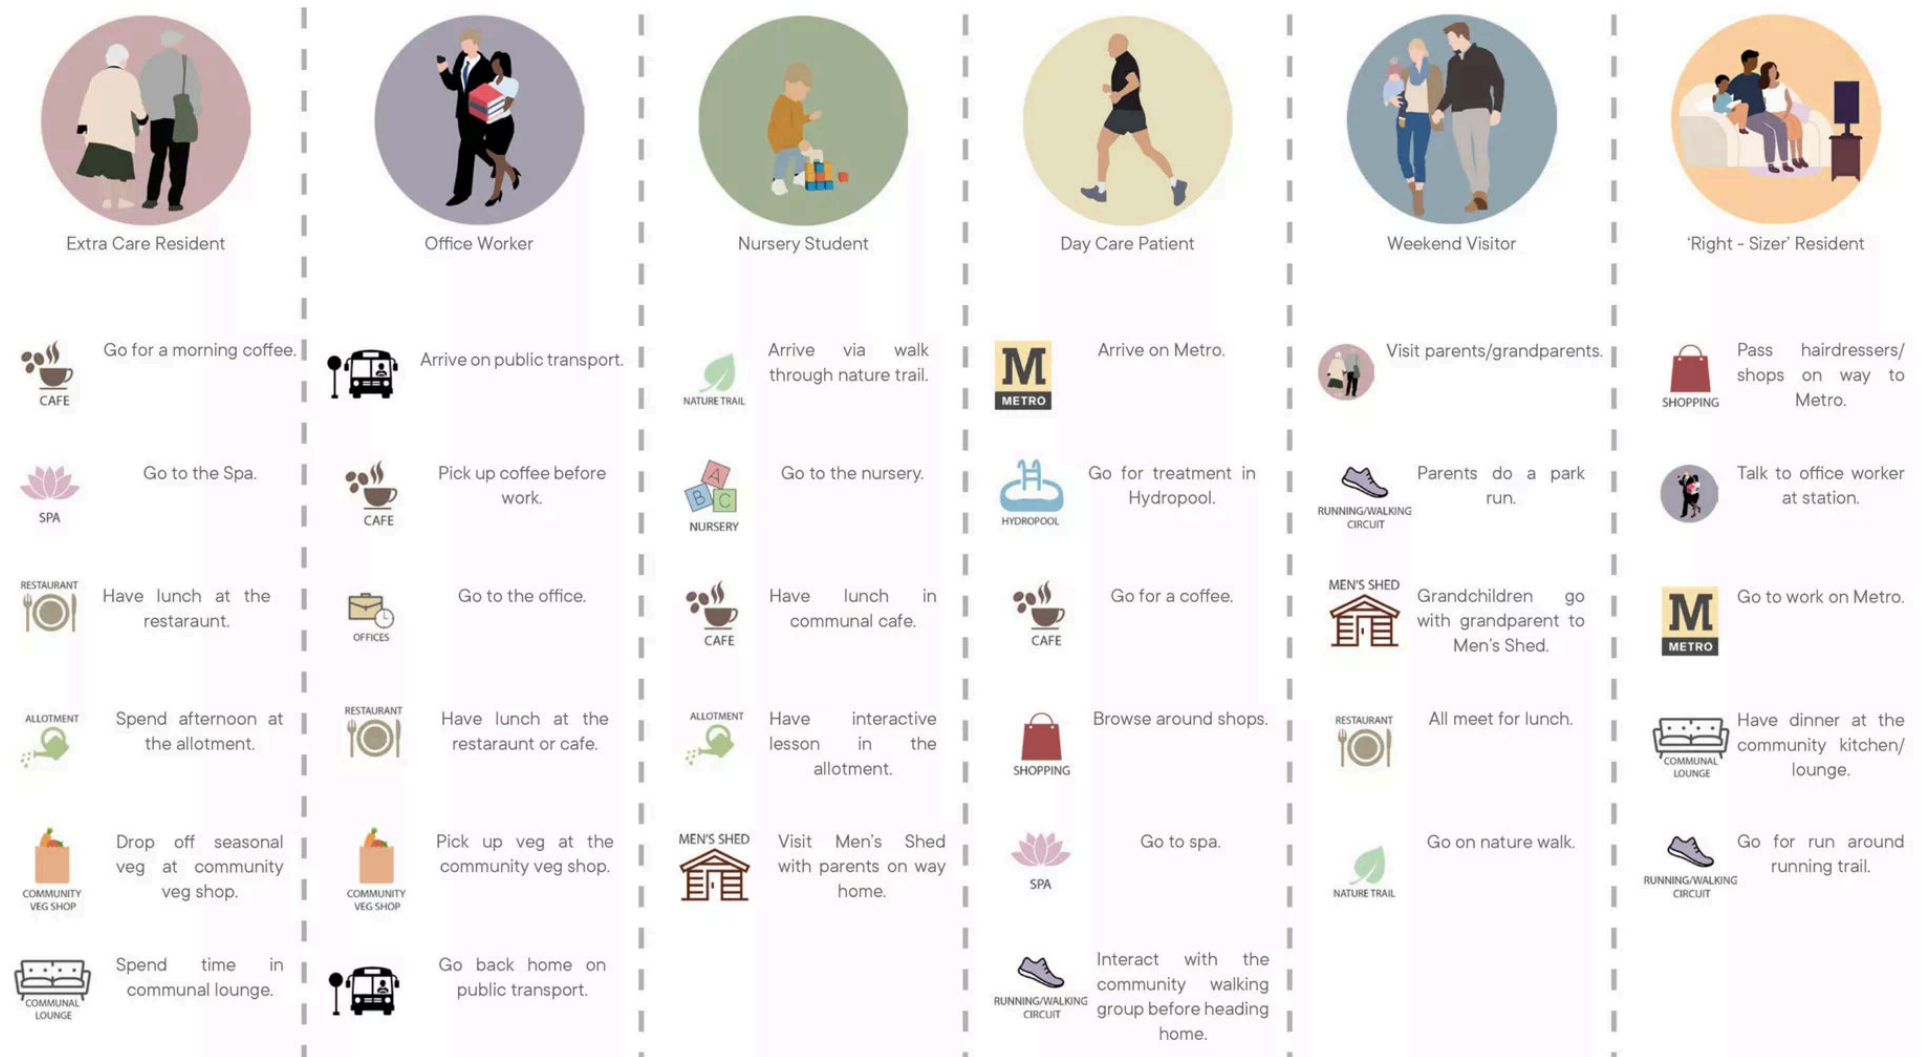 Extra Care Resident
Go for a morning coffee.
CAFE
Go to the Spa.
SPA
RESTAURANT
Have lunch at the
restaraunt.
ALLOTMENT
Spend afternoon at
the allotment.
Drop off seasonal
veg at community
veg shop.
COMMUNITY
VEG SHOP
Spend time in
communal lounge.
COMMUNAL
LOUNGE
Office Worker
Arrive on public transport.
Pick up coffee before
work.
CAFE
Go to the office.
OFFICES
RESTAURANT
Have lunch at the
restaraunt or cafe.
Pick up veg at the
community veg shop.
COMMUNITY
VEG SHOP
Go back home on
public transport.
Nursery Student
Arrive via walk
through nature trail.
NATURE TRAIL
A
B C
Go to the nursery.
NURSERY
Have lunch in
communal cafe.
CAFE
ALLOTMENT
Have interactive
lesson in the
allotment.
MEN'S SHED
Visit Men's Shed
with parents on way
home.
Day Care Patient
Arrive on Metro.
M
METRO
Go for treatment in
Hydropool.
HYDROPOOL
Go for a coffee.
CAFE
Browse around shops.
SHOPPING
Go to spa.
SPA
Interact with the
community walking
group before heading
home.
RUNNING/WALKING
CIRCUIT
Weekend Visitor
Visit parents/grandparents.
Parents do a park
run.
RUNNING/WALKING
CIRCUIT
MEN'S SHED
Grandchildren go
with grandparent to
Men's Shed.
RESTAURANT
All meet for lunch.
Go on nature walk.
NATURE TRAIL
'Right - Sizer' Resident
Pass hairdressers/
shops on way to
Metro.
SHOPPING
Talk to office worker
at station.
Go to work on Metro.
M
METRO
Have dinner at the
community kitchen/
lounge.
COMMUNAL
LOUNGE
Go for run around
running trail.
RUNNING/WALKING
CIRCUIT